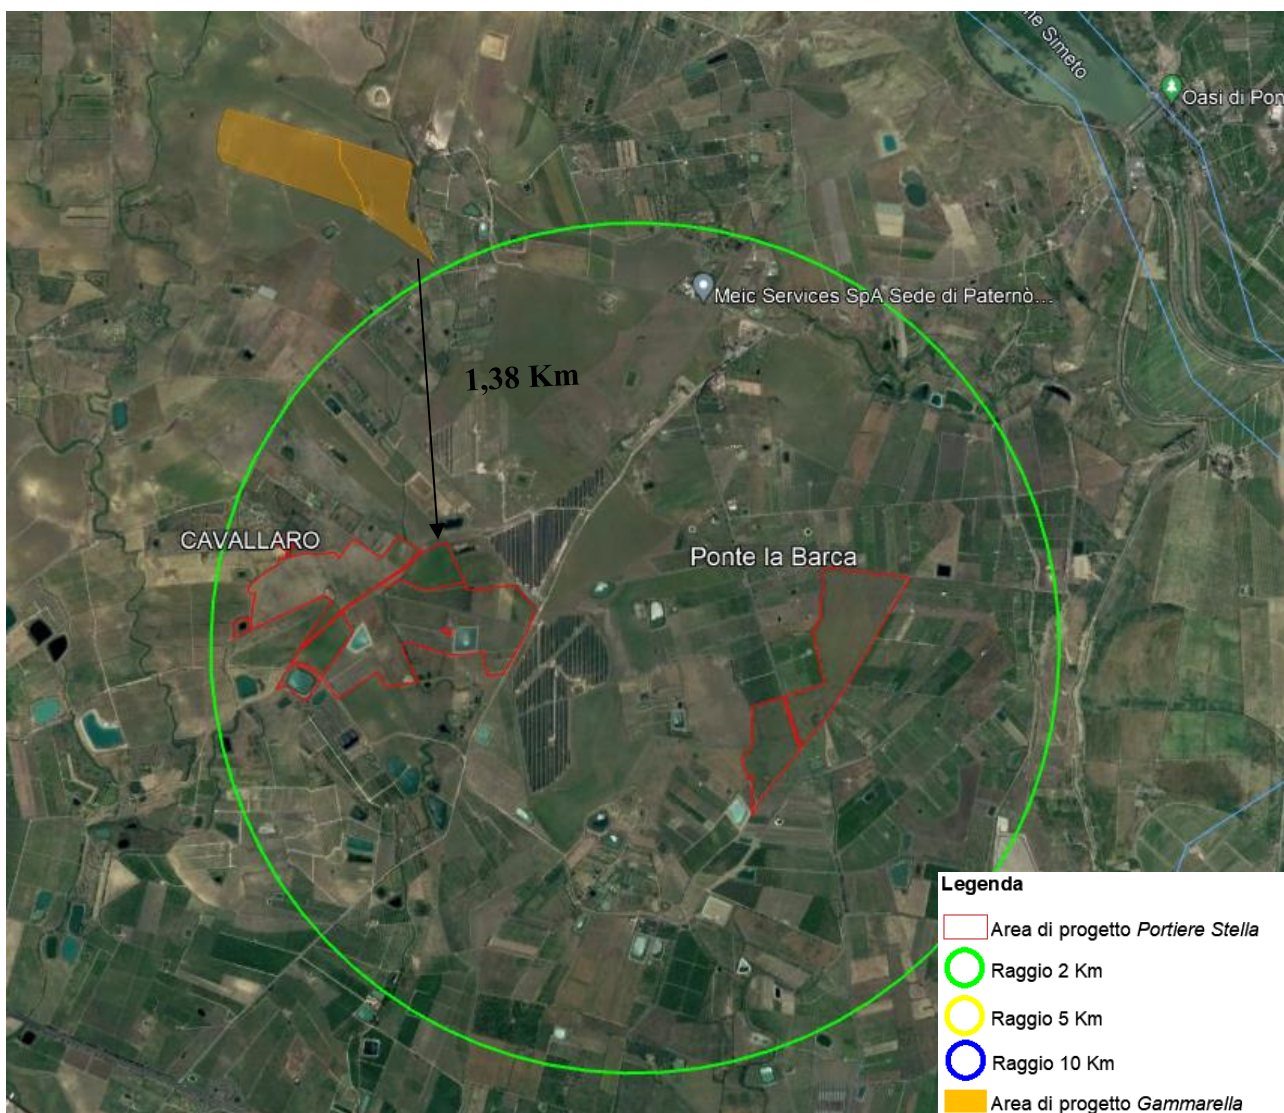 ne Simeto
Oasi di Pon
Meic Services SpA Sede di Paternò...
1,38 Km
CAVALLARO
Ponte la Barca
Legenda
Area di progetto Portiere Stella
Raggio 2 Km
Raggio 5 Km
Raggio 10 Km
Area di progetto Gammarella